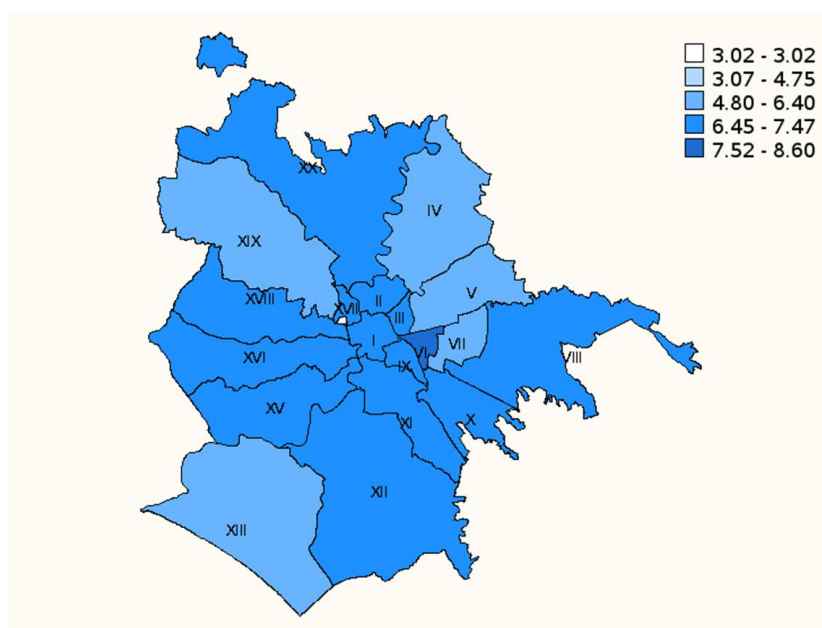 3.02 - 3.02
3.07 - 4.75
4.80 - 6.40
6.45 - 7.47
7.52 - 8.60
XX
IV
XIX
V
XVIII
XVII
II
III
I
VII
VI
XVI
VIII
IX
XV
XI
X
XII
XIII